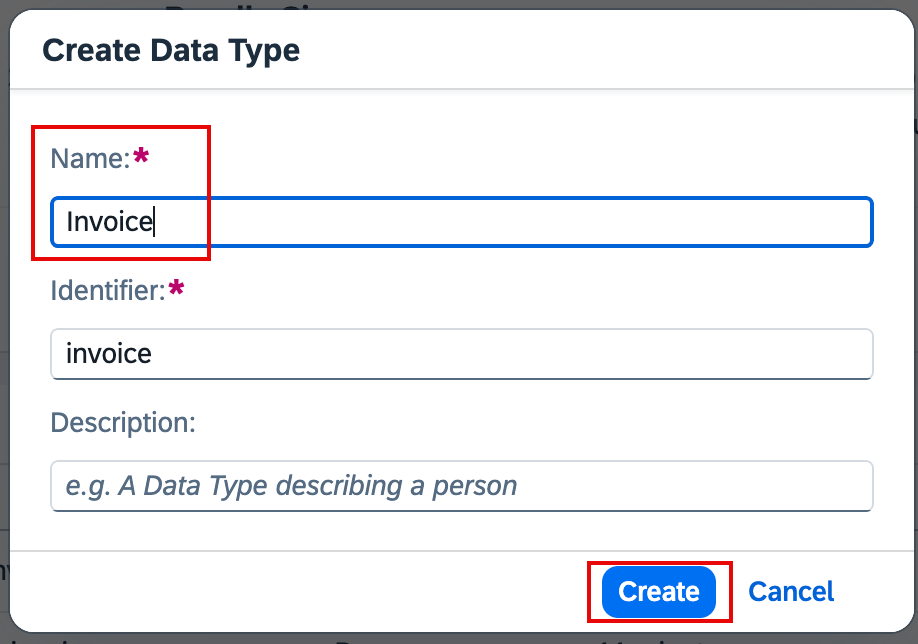 Create Data Type
Name:*
Invoice
Identifier:*
invoice
Description:
e.g. A Data Type describing a person
Create Cancel